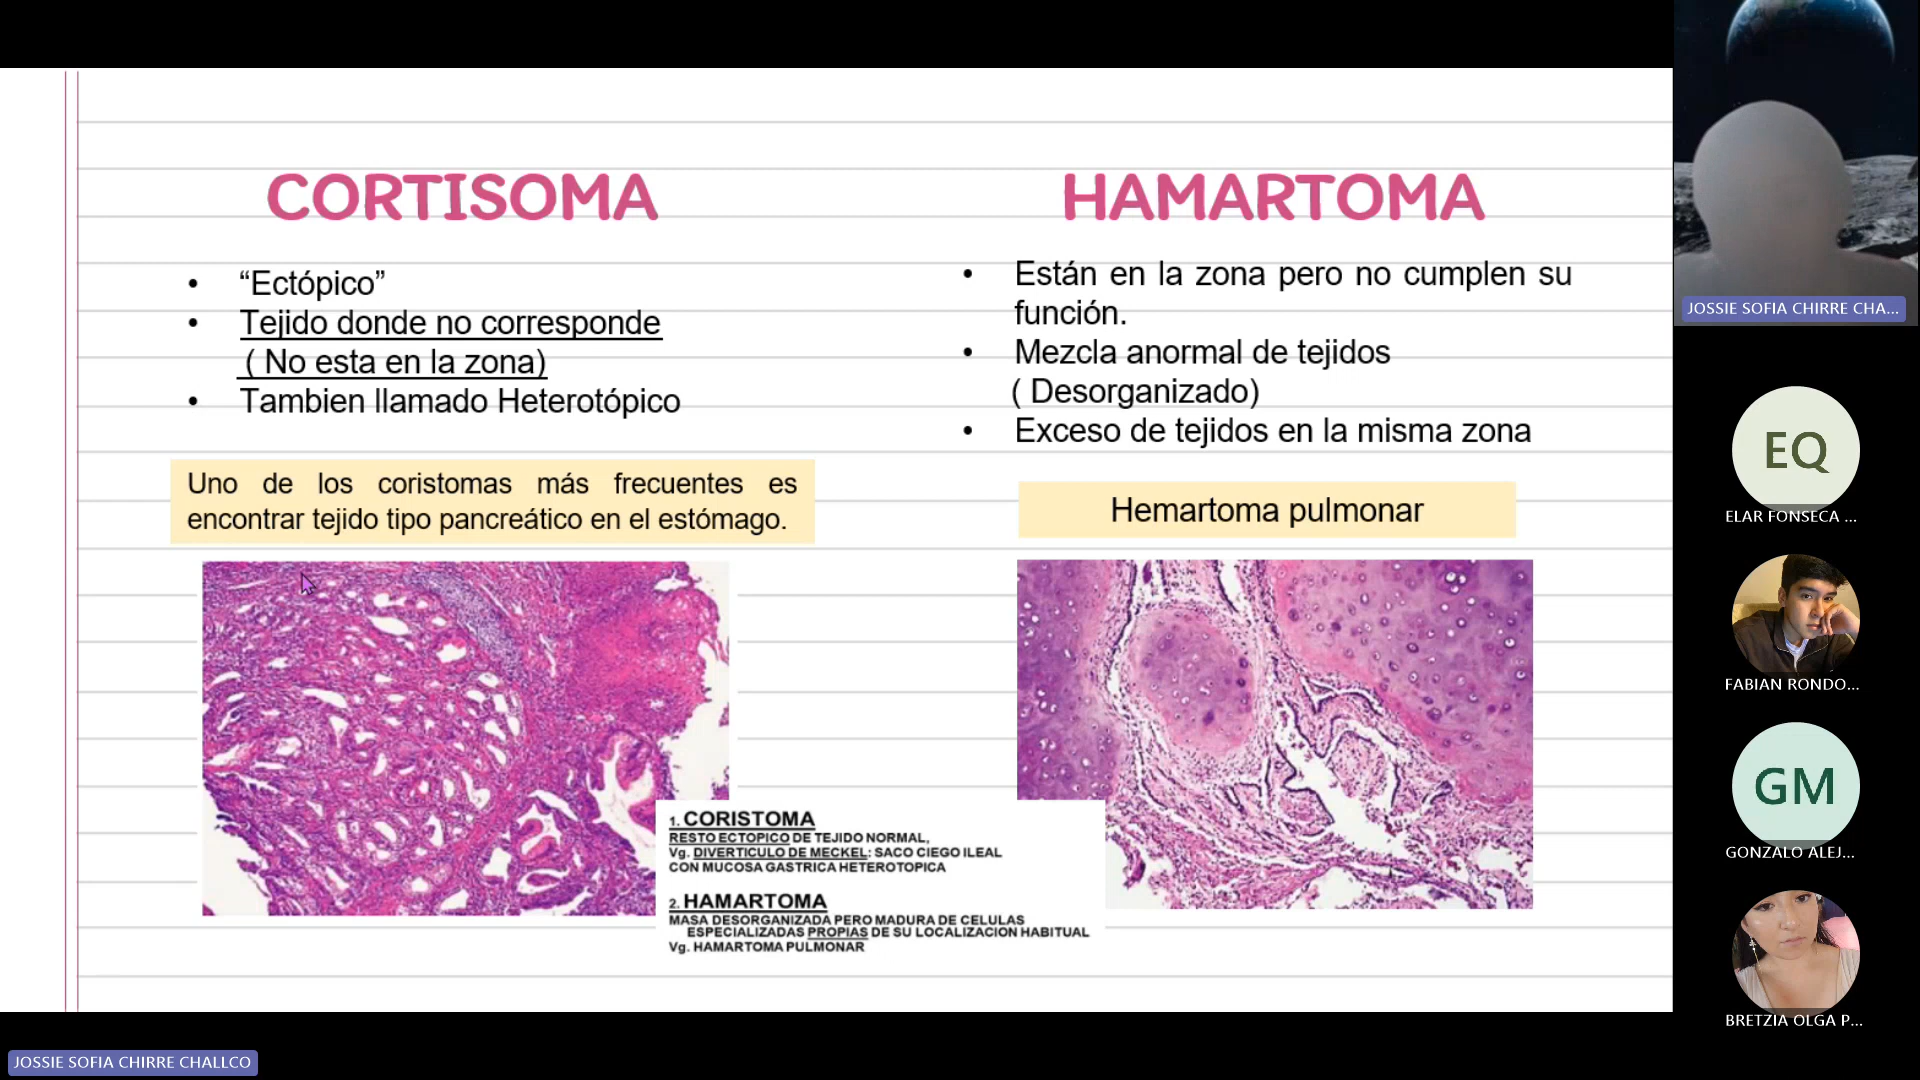 CORTISOMA
• “Ectópico”
• Tejido donde no corresponde
( No esta en la zona)
• Tambien llamado Heterotópico
Uno de los coristomas más frecuentes es
encontrar tejido tipo pancreático en el estómago.
HAMARTOMA
• Están en la zona pero no cumplen su
función.
• Mezcla anormal de tejidos
( Desorganizado)
• Exceso de tejidos en la misma zona
Hemartoma pulmonar
1. CORISTOMA
RESTO ECTOPICO DE TEJIDO NORMAL,
Vg. DIVERTICULO DE MECKEL: SACO CIEGO ILEAL
CON MUCOSA GASTRICA HETEROTOPICA
2. HAMARTOMA
MASA DESORGANIZADA PERO MADURA DE CELULAS
ESPECIALIZADAS PROPIAS DE SU LOCALIZACION HABITUAL
Vg. HAMARTOMA PULMONAR
JOSSIE SOFIA CHIRRE CHA...
EQ
ELAR FONSECA ...
FABIAN RONDO...
GM
GONZALO ALEJ...
BRETZIA OLGA P...
JOSSIE SOFIA CHIRRE CHALLCO